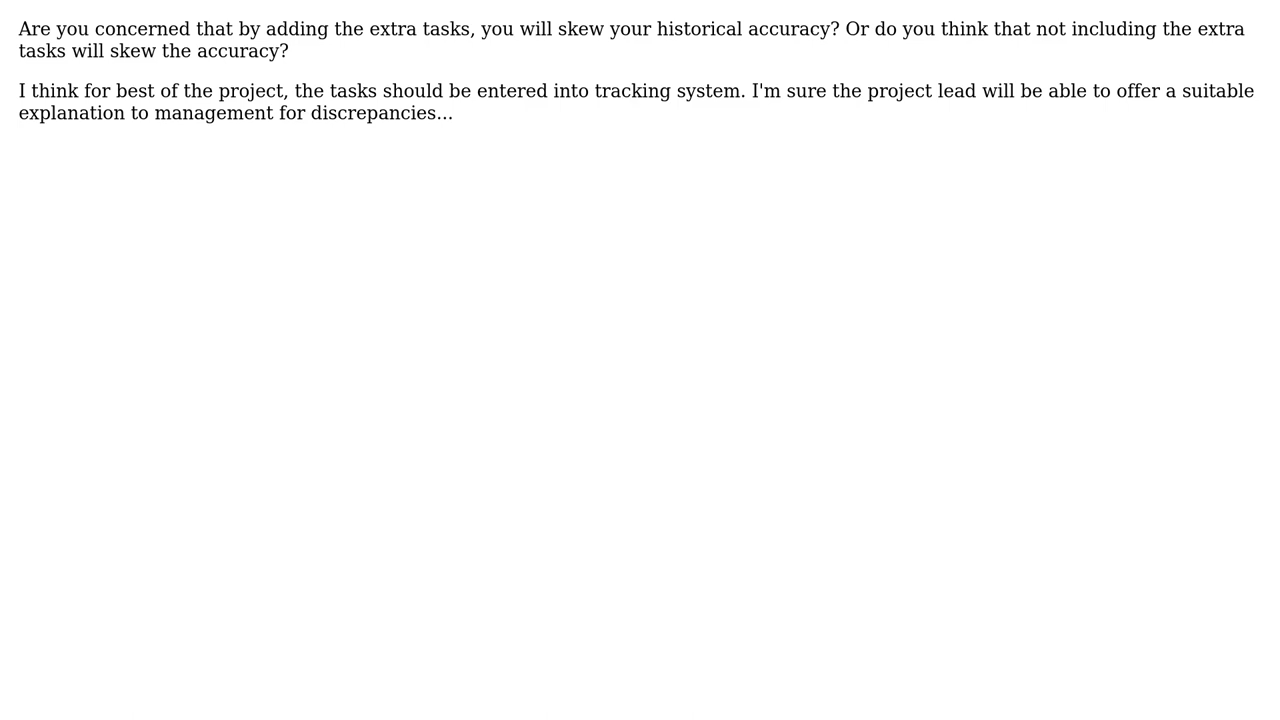 Are you concerned that by adding the extra tasks, you will skew your historical accuracy? Or do you think that not including the extra
tasks will skew the accuracy?
I think for best of the project, the tasks should be entered into tracking system. I'm sure the project lead will be able to offer a suitable
explanation to management for discrepancies...